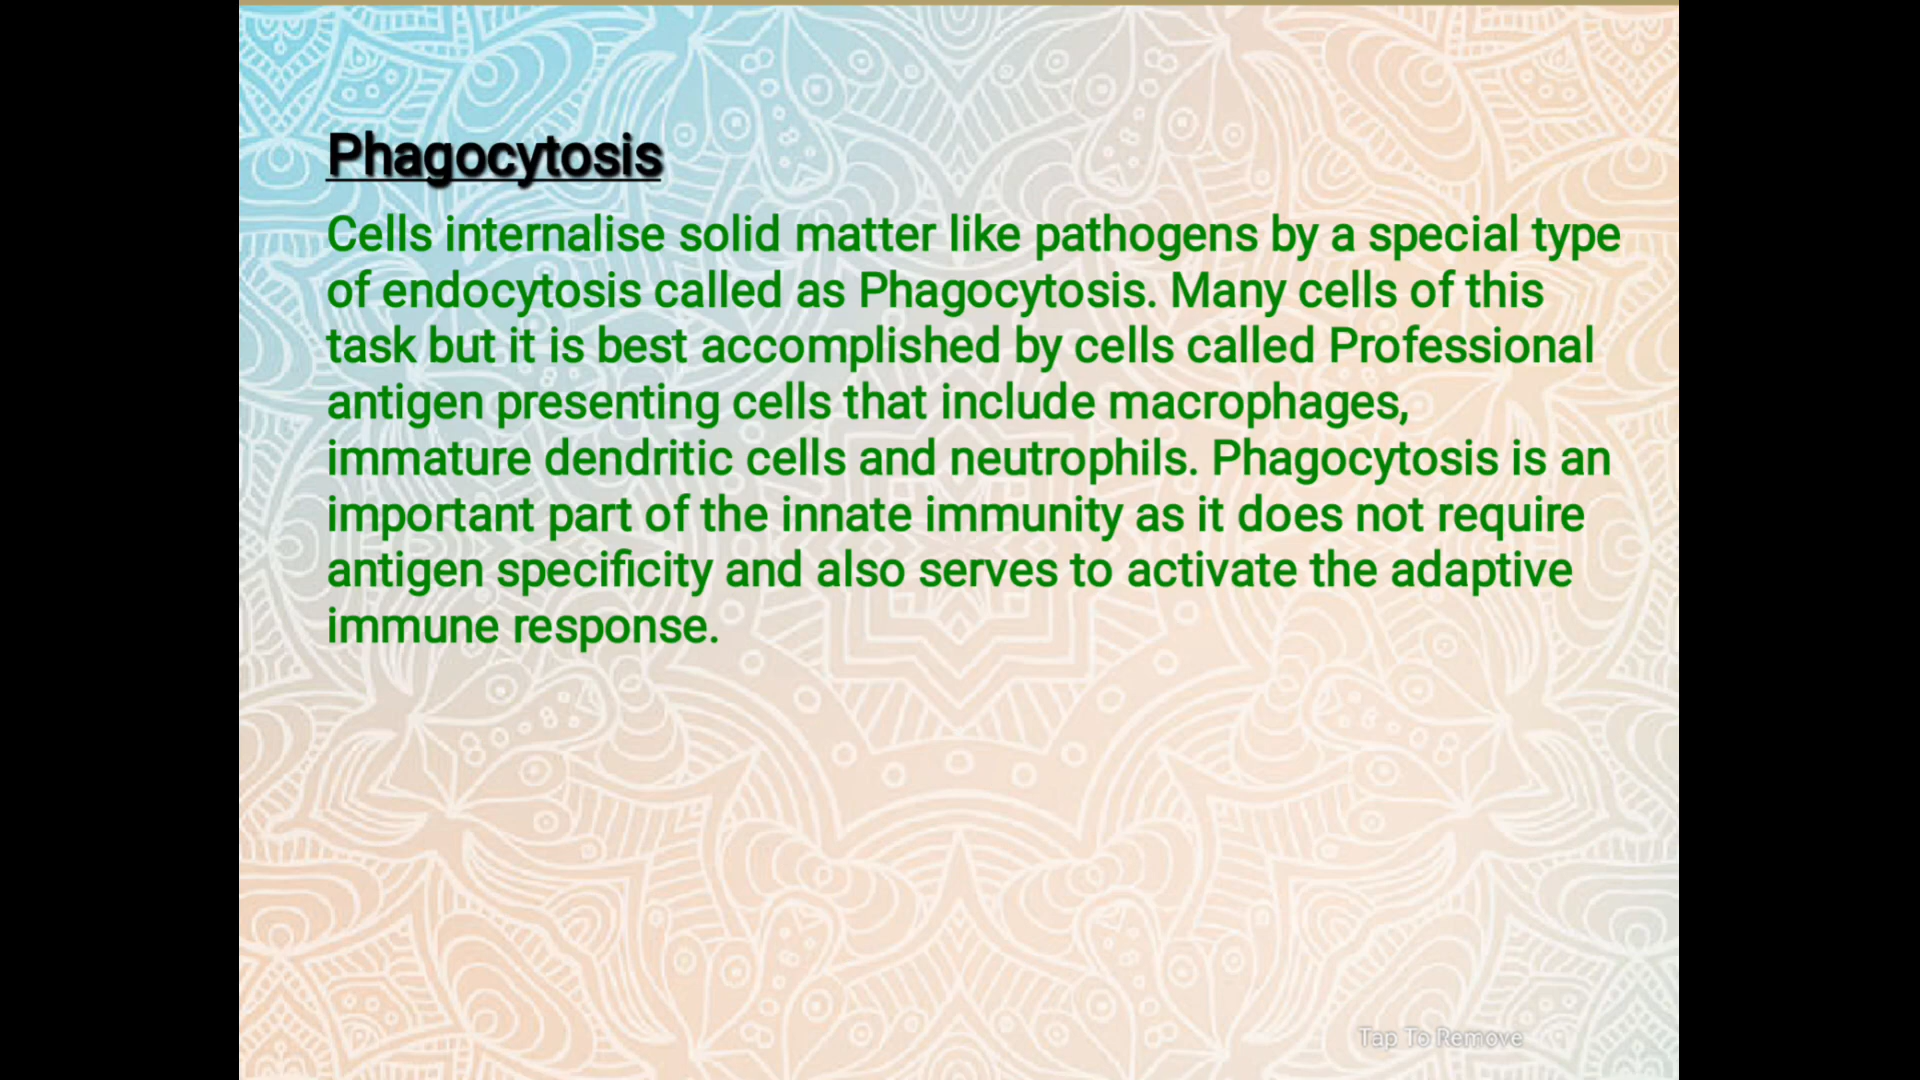 Phagocytosis
Cells internalise solid matter like pathogens by a special type
of endocytosis called as Phagocytosis. Many cells of this
task but it is best accomplished by cells called Professional
antigen presenting cells that include macrophages,
immature dendritic cells and neutrophils. Phagocytosis is an
important part of the innate immunity as it does not require
antigen specificity and also serves to activate the adaptive
immune response.
Tap To Remove